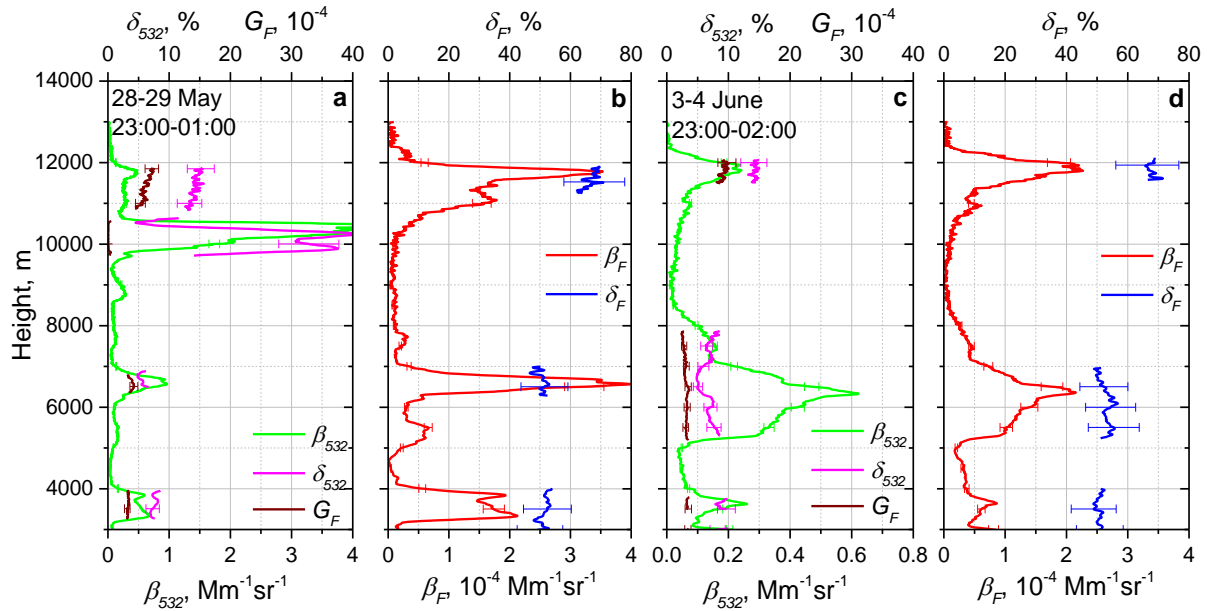 δ532, % GF, 10-4
δF, %
δ532, % GF, 10-4
δF, %
0 10 20 30 40
0 20 40 60 80
0 10 20 30 40
0 20 40 60 80
14000
12000
10000
8000
6000
4000
Height, m
28-29 May
23:00-01:00
a
b
3-4 June
23:00-02:00
c
d
βF
δF
βF
δF
β532
δ532
GF
β532
δ532
GF
0 1 2 3 4
0 1 2 3 4
0.0 0.2 0.4 0.6 0.8
0 1 2 3 4
β532, Mm-1sr-1
βF, 10-4 Mm-1sr-1
β532, Mm-1sr-1
βF, 10-4 Mm-1sr-1